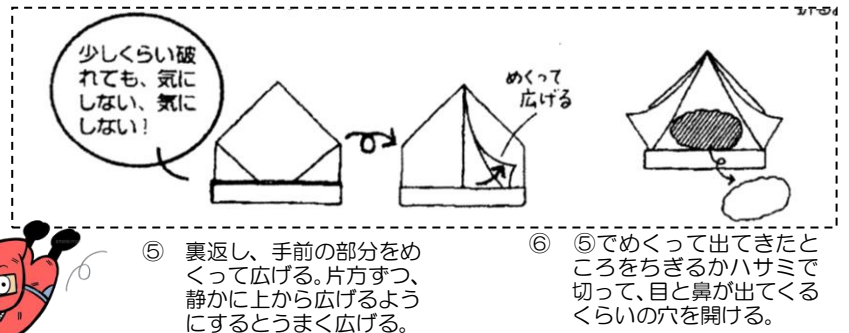 少しくらい破
れても、気に
しない、気に
しない!
めくって
広げる
⑤ 裏返し、手前の部分をめ
くって広げる。片方ずつ、
静かに上から広げるよう
にするとうまく広げる。
⑥ ⑤でめくって出てきたと
ころをちぎるかハサミで
切って、目と鼻が出てくる
くらいの穴を開ける。